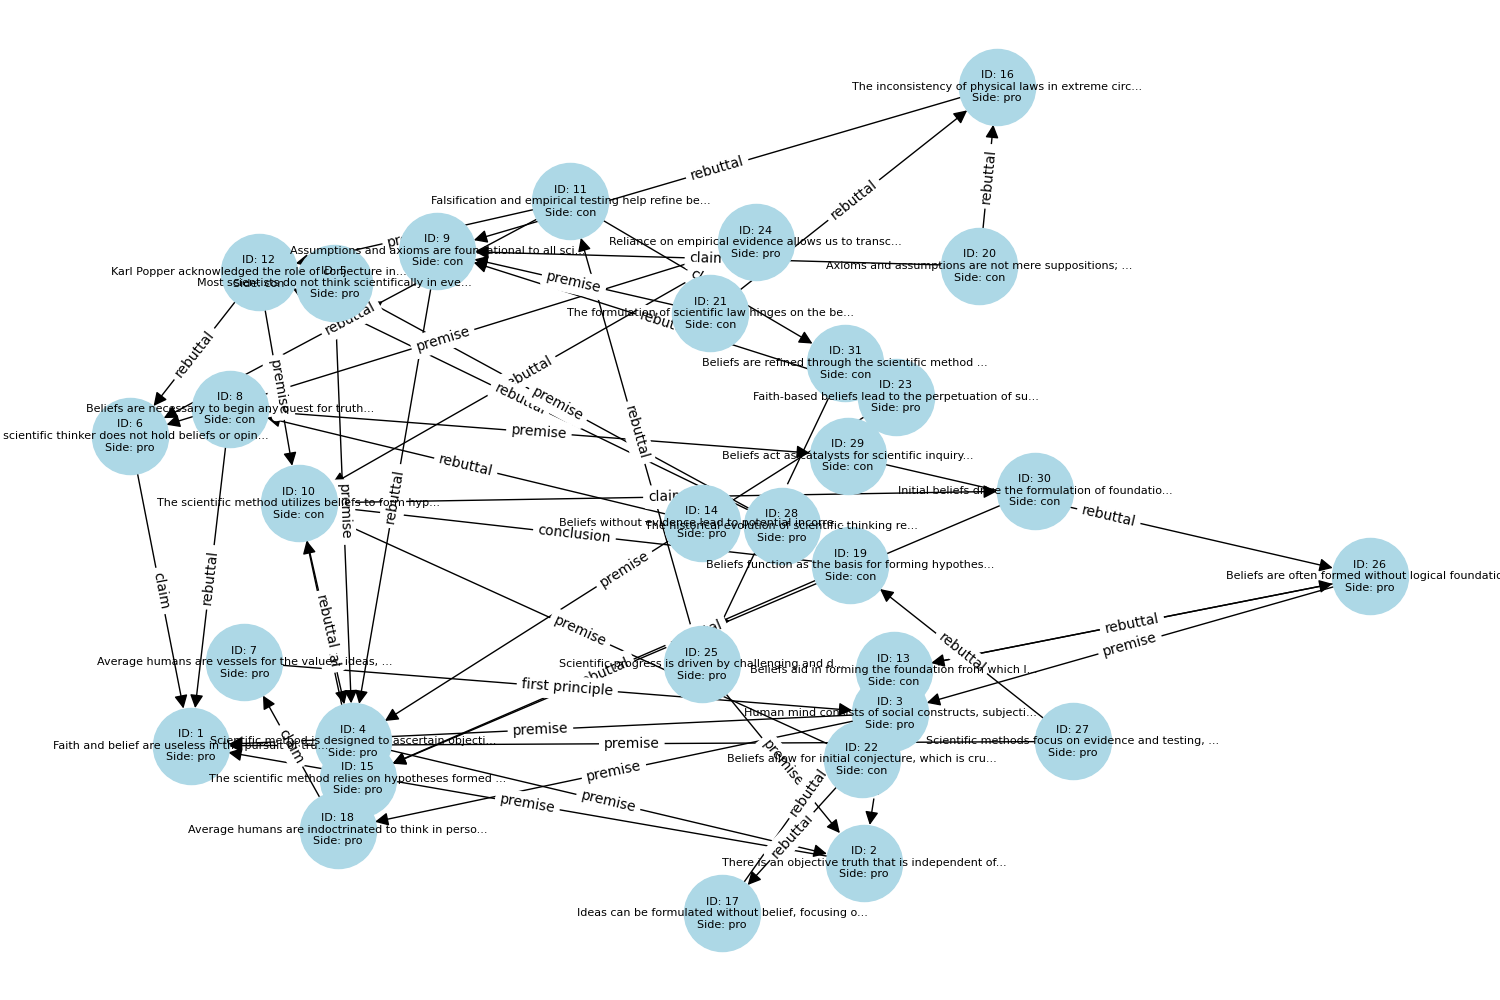 ID: 16
The inconsistency of physical laws in extreme circ...
Side: pro
rebuttal
rebuttal
rebuttal
ID: 11
Falsification and empirical testing help refine be...
Side: con
ID: 24
Reliance on empirical evidence allows us to transc...
Side: pro
ID: 9
Assumptions and axioms are foundational to all sci...
Side: con
ID: 20
Axioms and assumptions are not mere suppositions; ...
Side: con
ID: 12
Karl Popper acknowledged the role of conjecture in...
Side: con
Most scientists do not think scientifically in eve...
Side: pro
premise
ID: 21
The formulation of scientific law hinges on the be...
Side: con
rebuttal
premise
rebuttal
ID: 31
Beliefs are refined through the scientific method ...
Side: con
ID: 23
Faith-based beliefs lead to the perpetuation of su...
Side: pro
rebuttal
premise
rebuttal
premise
ID: 8
Beliefs are necessary to begin any quest for truth...
Side: con
ID: 6
scientific thinker does not hold beliefs or opin...
Side: pro
premise
rebuttal
rebuttal
ID: 29
Beliefs act as catalysts for scientific inquiry...
Side: con
ID: 10
The scientific method utilizes beliefs to form hyp...
Side: con
premise
rebuttal
ID: 30
Initial beliefs drive the formulation of foundatio...
Side: con
rebuttal
ID: 14
Beliefs without evidence lead to potential incorre...
Side: pro
ID: 28
The historical evolution of scientific thinking re...
Side: pro
conclusion
ID: 19
Beliefs function as the basis for forming hypothes...
Side: con
ID: 26
Beliefs are often formed without logical foundatio
Side: pro
claim
rebuttal
premise
rebuttal
premise
rebuttal
premise
rebuttal
ID: 7
Average humans are vessels for the values, ideas, ...
Side: pro
ID: 25
Scientific progress is driven by challenging and d...
Side: pro
ID: 13
Beliefs aid in forming the foundation from which l...
Side: con
first principle
ID: 3
Human mind consists of social constructs, subjecti...
Side: pro
ID: 1
Faith and belief are useless in the pursuit of tru...
Side: pro
claim
ID: 4
Scientific method is designed to ascertain objecti...
Side: pro
premise
premise
ID: 27
Scientific methods focus on evidence and testing, ...
Side: pro
ID: 22
Beliefs allow for initial conjecture, which is cru...
Side: con
ID: 15
The scientific method relies on hypotheses formed ...
Side: pro
premise
premise
premise
premise
rebuttal
rebuttal
ID: 18
Average humans are indoctrinated to think in perso...
Side: pro
ID: 2
There is an objective truth that is independent of...
Side: pro
ID: 17
Ideas can be formulated without belief, focusing o...
Side: pro